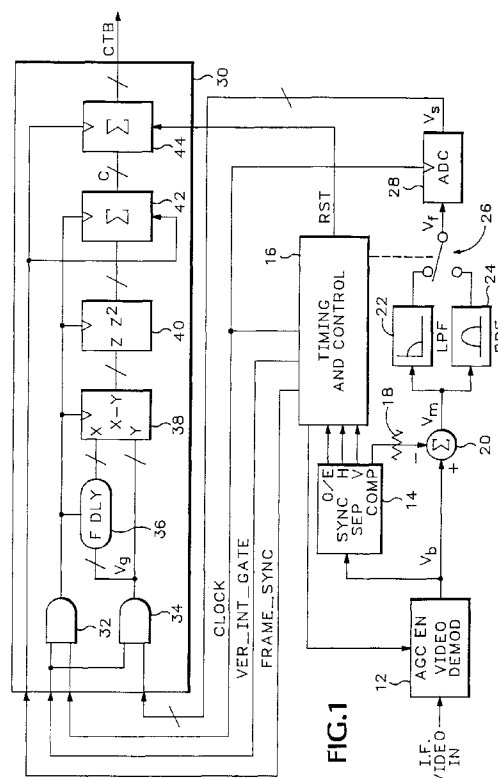 CTB
30
Σ
44
C
Σ
42
Z Z²
40
X
X-Y
Y
38
F DLY
36
Vg
32
34
CLOCK
VER_INT_GATE
FRAME_SYNC
RST
Vs
ADC
28
Vf
26
TIMING
AND CONTROL
16
22
LPF
24
Vm
18
O/E
H
V
SYNC
SEP
COMP
14
−
+
Σ
20
Vb
AGC EN
VIDEO
DEMOD
12
I.F.
VIDEO
IN
FIG.1